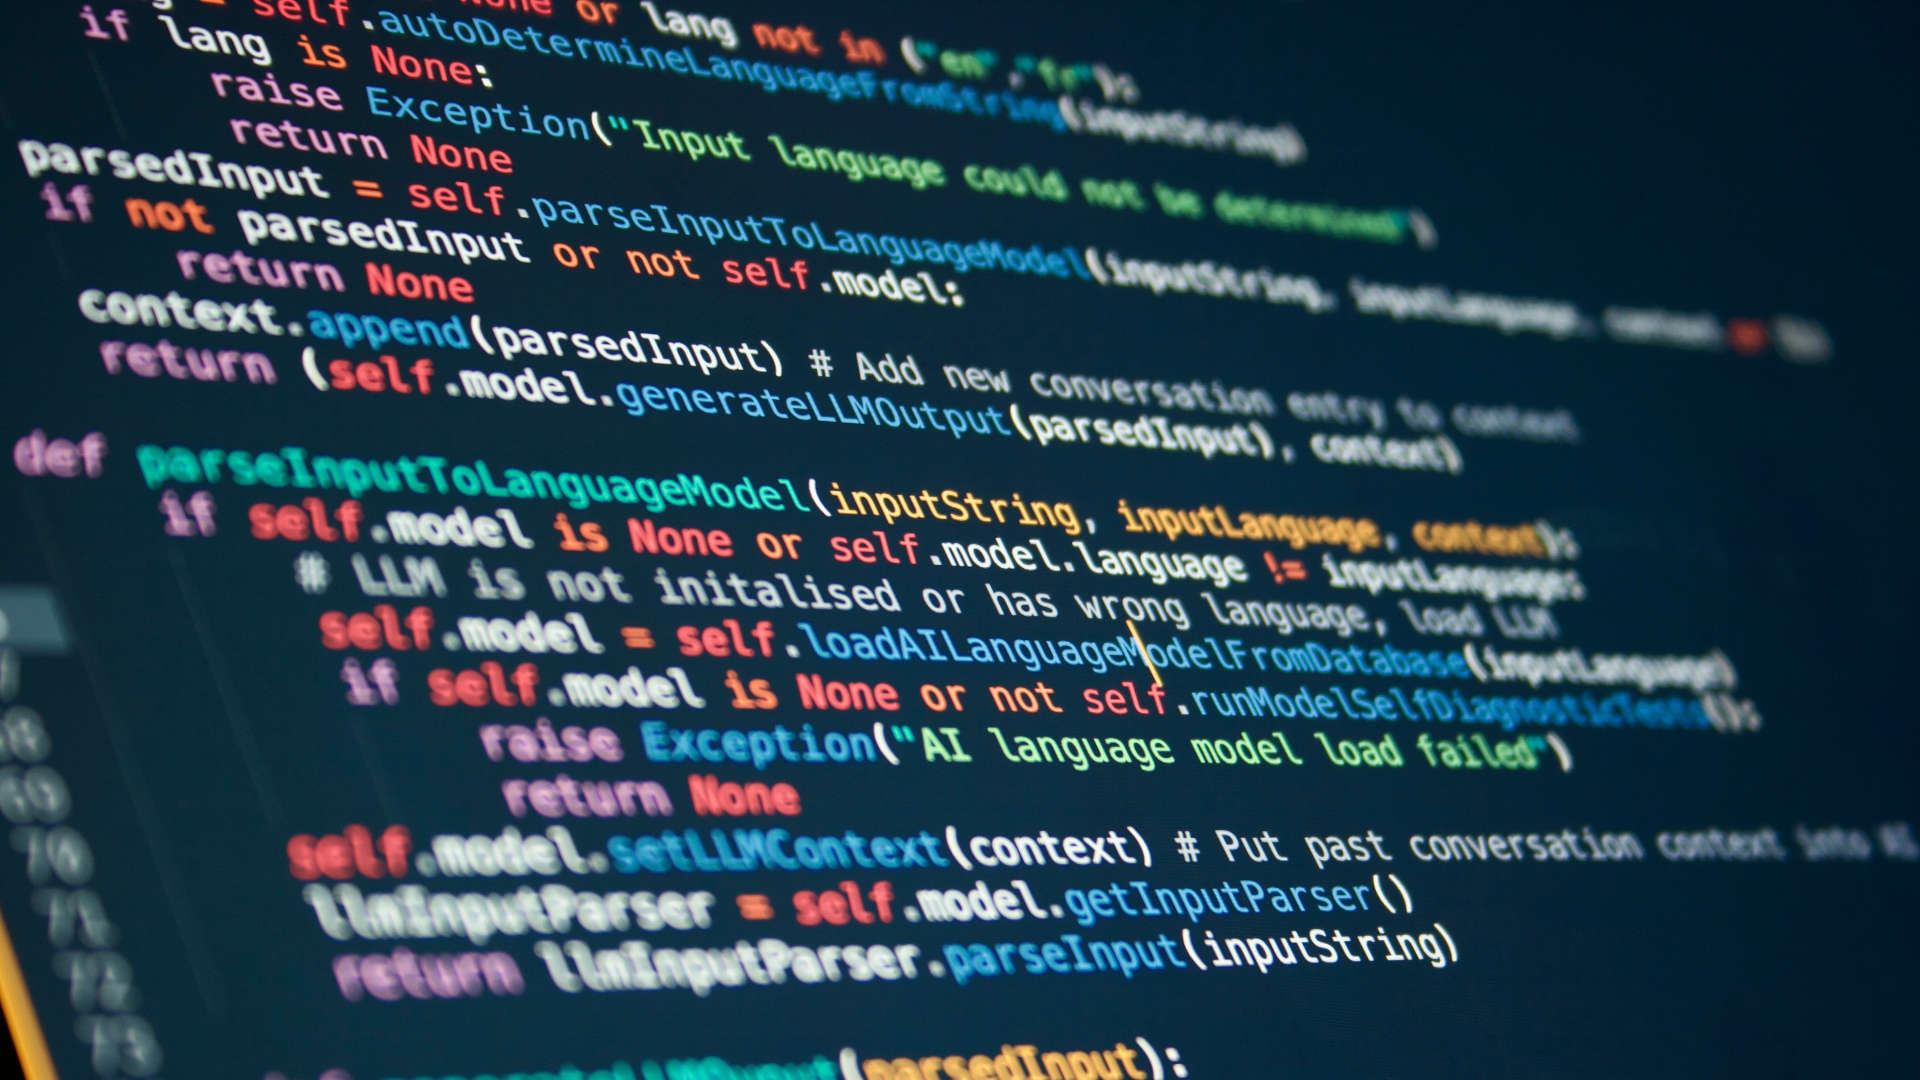 = self. None or lang not in ("en","fr"):
self.autoDetermineLanguageFromString(inputString)
if lang is None:
raise Exception("Input language could not be determined")
return None
parsedInput = self.parseInputToLanguageModel(inputString, inputLanguage, context =
if not parsedInput or not self.model:
return None
context.append(parsedInput) # Add new conversation entry to context
return (self.model.generateLLMOutput(parsedInput), context)
def parseInputToLanguageModel(inputString, inputLanguage, context):
if self.model is None or self.model.language != inputLanguage:
# LLM is not initalised or has wrong language, load LLM
self.model = self.loadAILanguageModelFromDatabase(inputLanguage)
if self.model is None or not self.runModelSelfDiagnosticTests():
raise Exception("AI language model load failed")
68
69 return None
70 self.model.setLLMContext(context) # Put past conversation context into AI
71 llmInputParser = self.model.getInputParser()
72 return llmInputParser.parseInput(inputString)
73
generateLLMOutput(parsedInput):